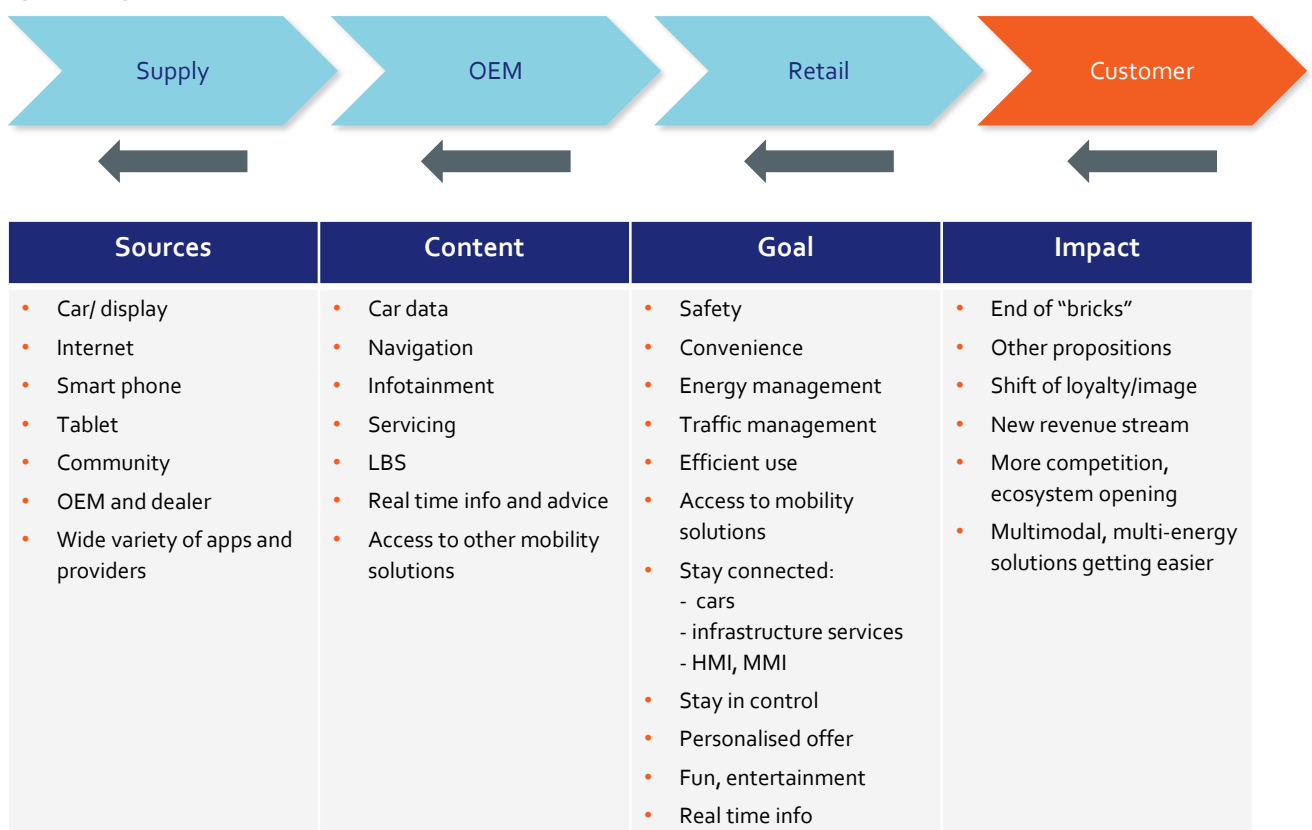 Supply
OEM
Retail
Customer
Sources
Content
Goal
Impact
• Car/ display
• Internet
• Smart phone
• Tablet
• Community
• OEM and dealer
• Wide variety of apps and
providers
• Car data
• Navigation
• Infotainment
• Servicing
• LBS
• Real time info and advice
• Access to other mobility
solutions
• Safety
• Convenience
• Energy management
• Traffic management
• Efficient use
• Access to mobility
solutions
• Stay connected:
- cars
- infrastructure services
- HMI, MMI
• Stay in control
• Personalised offer
• Fun, entertainment
• Real time info
• End of “bricks”
• Other propositions
• Shift of loyalty/image
• New revenue stream
• More competition,
ecosystem opening
• Multimodal, multi-energy
solutions getting easier